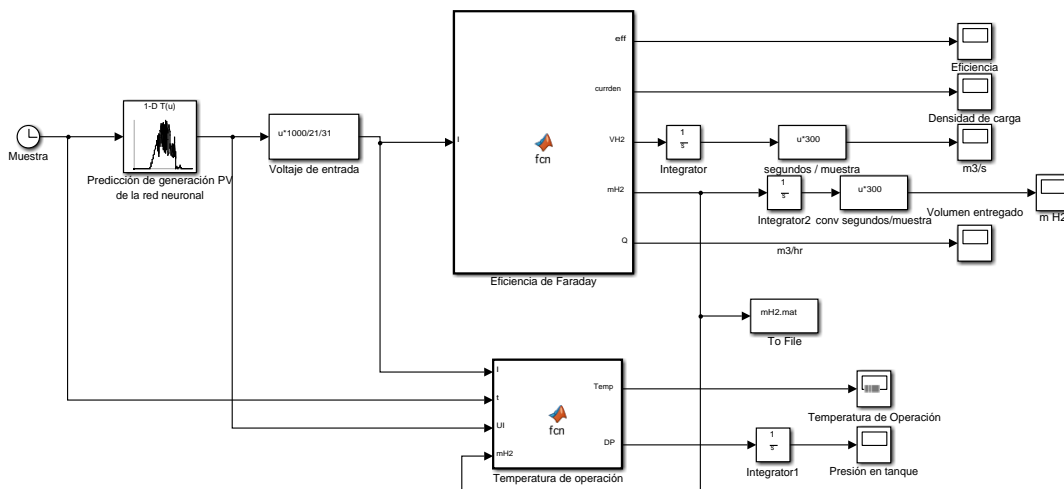 Muestra
1-D T(u)
Predicción de generación PV
de la red neuronal
u*1000/21/31
Voltaje de entrada
I
fcn
eff
currden
VH2
mH2
Q
Eficiencia de Faraday
Eficiencia
Densidad de carga
1
s
Integrator
u*300
segundos / muestra
m3/s
1
s
Integrator2
u*300
conv segundos/muestra
Volumen entregado
m H2
m3/hr
mH2.mat
To File
I
t
UI
mH2
fcn
Temp
DP
Temperatura de operación
Temperatura de Operación
1
s
Integrator1
Presión en tanque